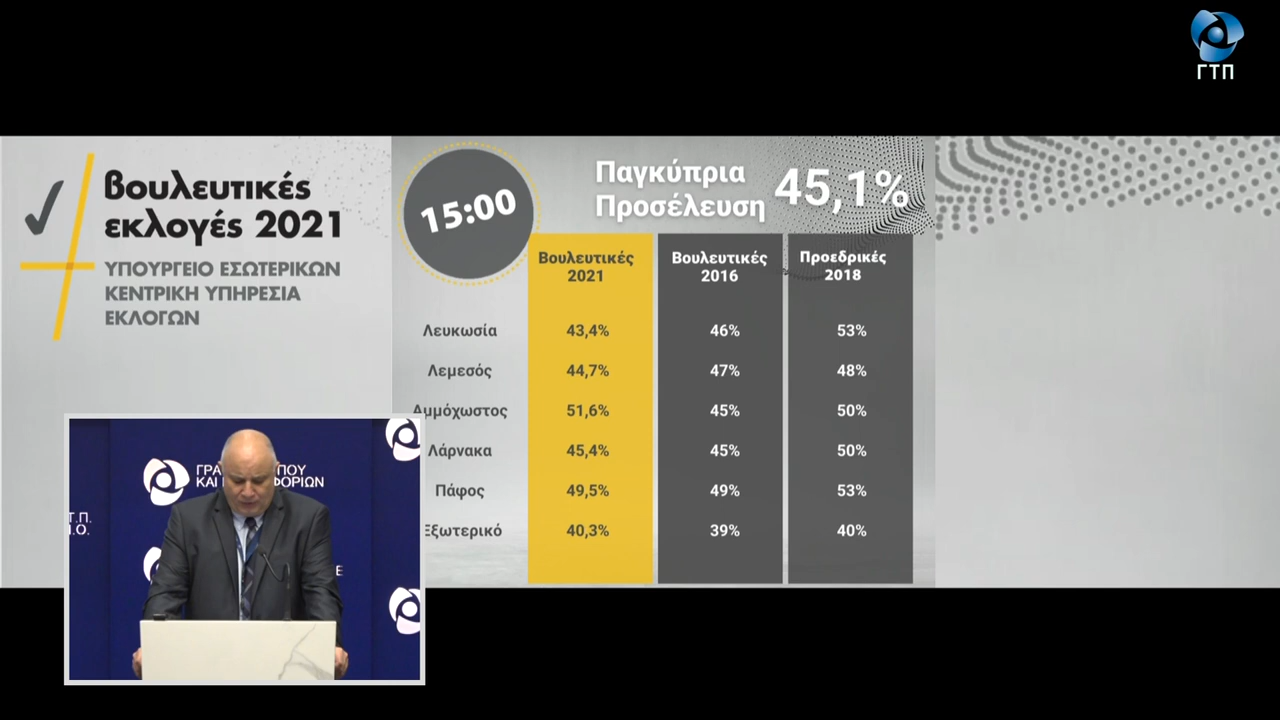 ΓΤΠ
βουλευτικές
εκλογές 2021
ΥΠΟΥΡΓΕΙΟ ΕΣΩΤΕΡΙΚΩΝ
ΚΕΝΤΡΙΚΗ ΥΠΗΡΕΣΙΑ
ΕΚΛΟΓΩΝ
15:00
Παγκύπρια
Προσέλευση
45,1%
Βουλευτικές 2021
Βουλευτικές 2016
Προεδρικές 2018
Λευκωσία 43,4% 46% 53%
Λεμεσός 44,7% 47% 48%
Αμμόχωστος 51,6% 45% 50%
Λάρνακα 45,4% 45% 50%
Πάφος 49,5% 49% 53%
Εξωτερικό 40,3% 39% 40%